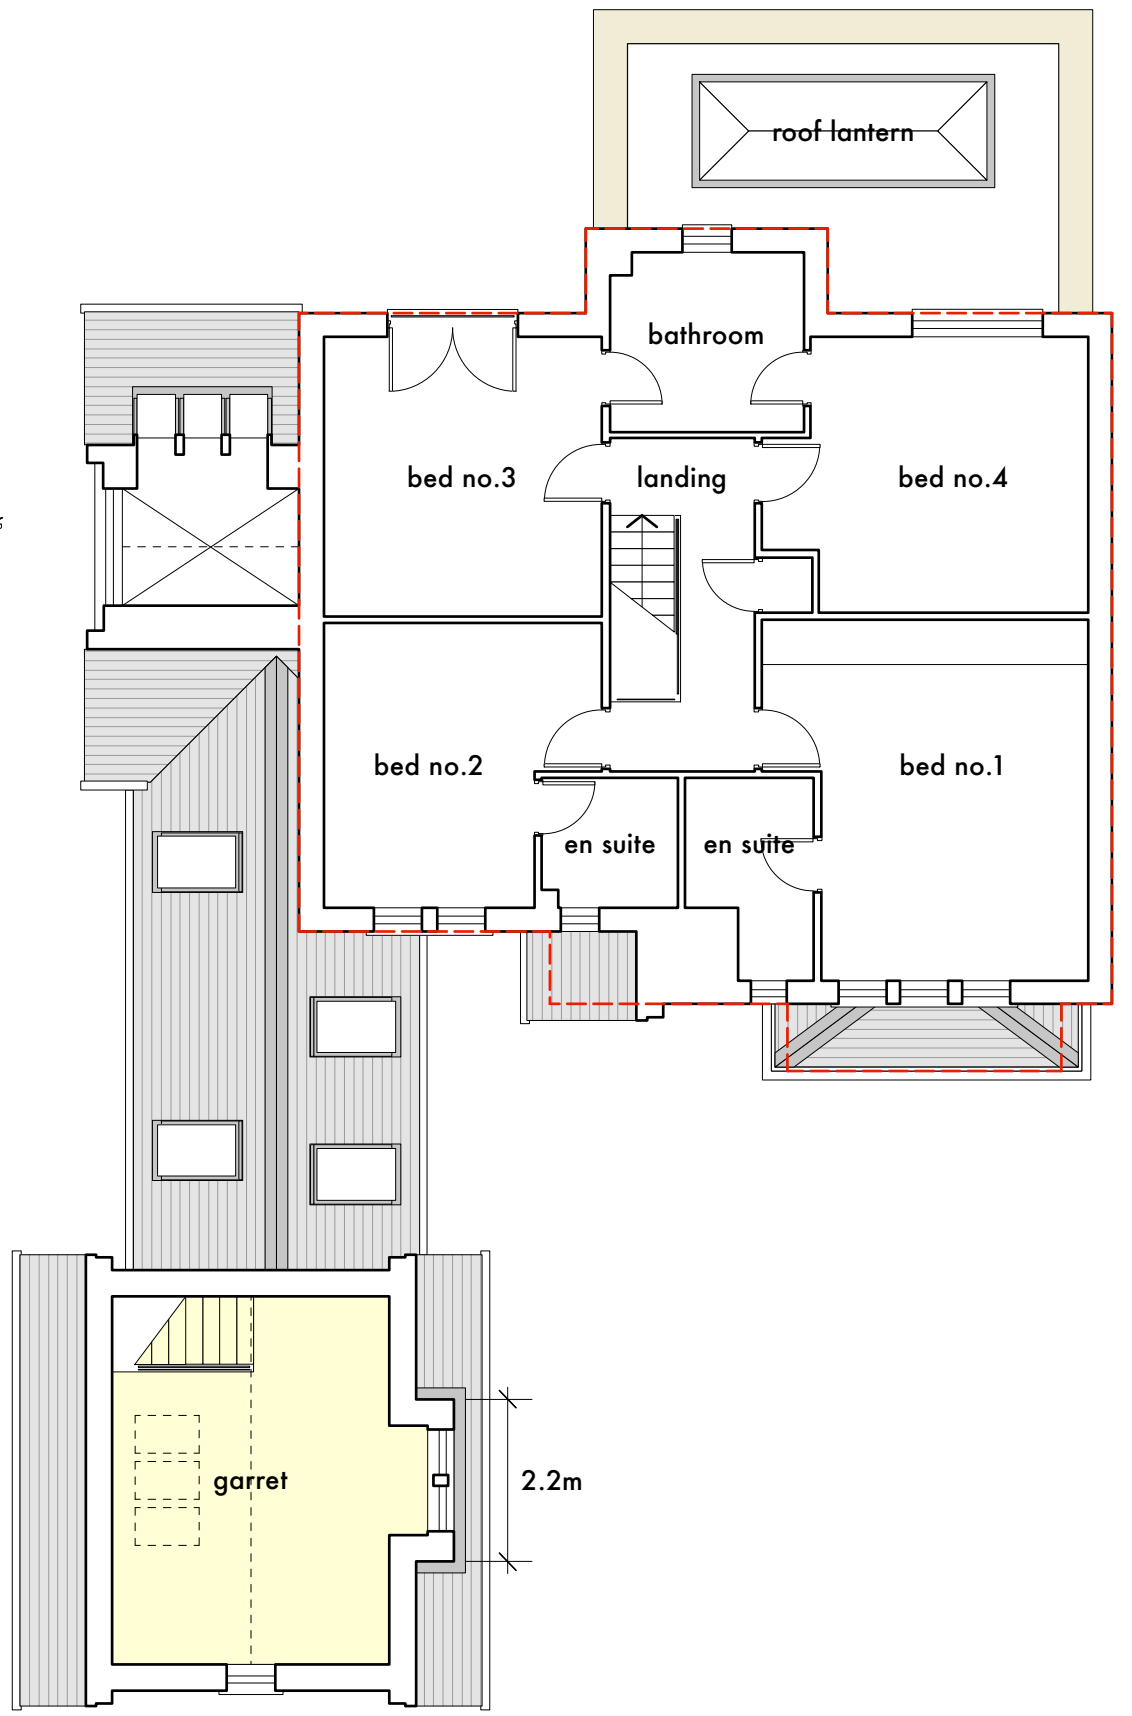 roof lantern
bathroom
bed no.3
landing
bed no.4
bed no.2
bed no.1
en suite
en suite
garret
2.2m